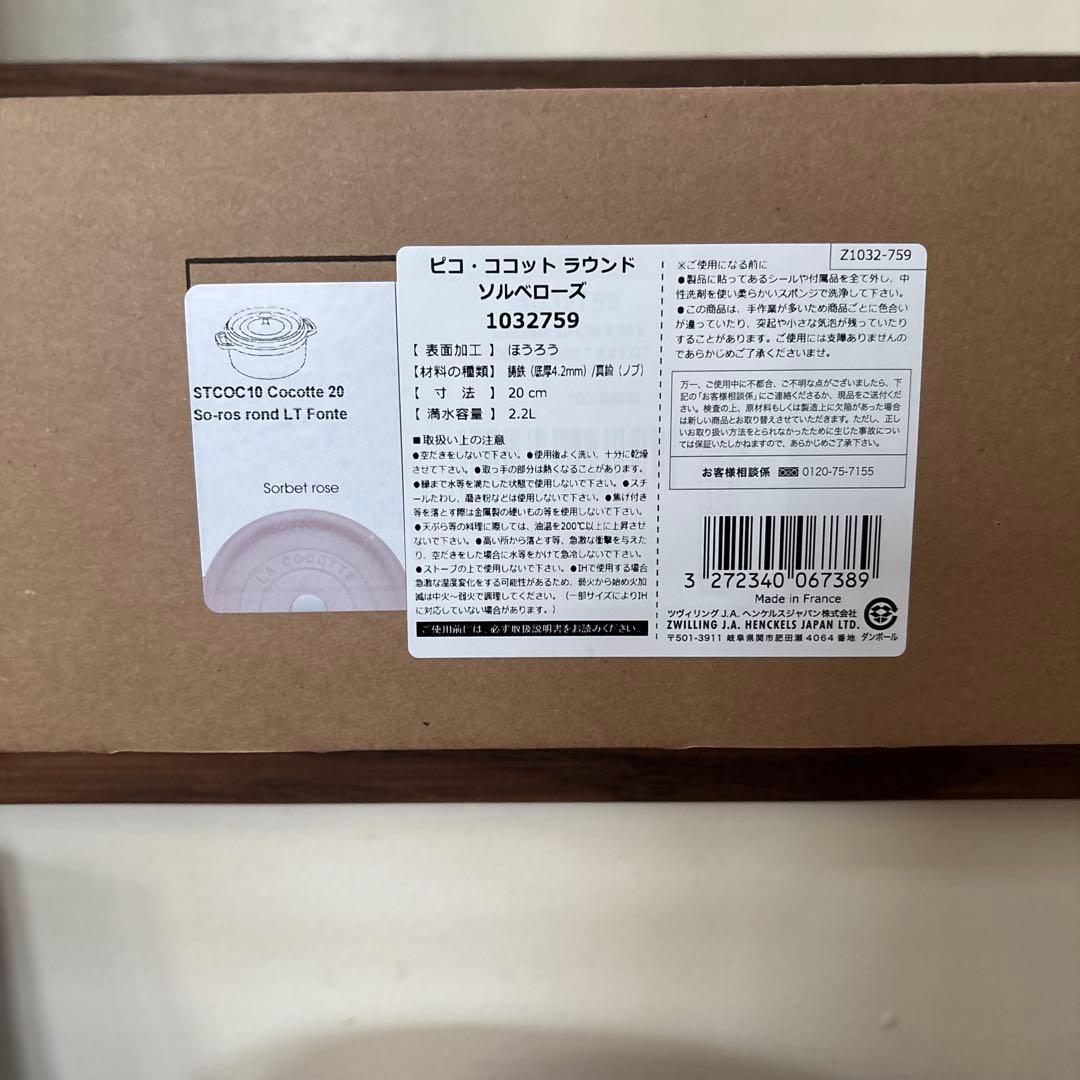 STCOC10 Cocotte 20
So-ros rond LT Fonte
Sorbet rose
LA COCOTTE
ピコ・ココット ラウンド
ソルベローズ
1032759
【 表面加工 】 ほうろう
【材料の種類】 鋳鉄（底厚4.2mm）/真鍮（ノブ）
【 寸　法 】 20 cm
【 満水容量 】 2.2L
■取扱い上の注意
●空だきをしないで下さい。●使用後よく洗い、十分に乾燥
させて下さい。●取っ手の部分は熱くなることがあります。
●縁まで水等を満たした状態で使用しないで下さい。●スチ
ールたわし、磨き粉などは使用しないで下さい。●焦げ付き
等を落とす際は金属製の硬いもの等を使用しないで下さい。
●天ぷら等の料理に際しては、油温を200℃以上に上昇させ
ないで下さい。●高い所から落とす等、急激な衝撃を与えた
り、空だきをした場合に水等をかけて急冷しないで下さい。
●ストーブの上で使用しないで下さい。●IHで使用する場合
急激な温度変化をする可能性があるため、弱火から始め火加
減は中火〜弱火で調理してください。（一部サイズによりIH
に対応していない場合があります。）
ご使用前には、必ず取扱説明書をお読みください。
Z1032-759
※ご使用になる前に
●製品に貼ってあるシールや付属品を全て外し、中
性洗剤を使い柔らかいスポンジで洗浄して下さい。
●この商品は、手作業が多いため商品ごとに色合い
が違っていたり、突起や小さな気泡が残っていたり
することがあります。ご使用には支障ありませんの
であらかじめご了承くださいませ。
万一、ご使用中に不都合、ご不明な点がございましたら、下
記の「お客様相談係」にご連絡くださるか、現品をご送付くだ
さい。検査の上、原材料もしくは製造上に欠陥があった場合
は新しい商品とお取り替えさせていただきます。ただし、正し
いお取り扱い方法をとられなかったために生じた事故につい
ては保証いたしかねますので、あらかじめご了承下さい。
お客様相談係 0120-75-7155
3 272340 067389
Made in France
ツヴィリング J.A. ヘンケルスジャパン株式会社
ZWILLING J.A. HENCKELS JAPAN LTD.
〒501-3911 岐阜県関市肥田瀬 4064 番地
ダンボール